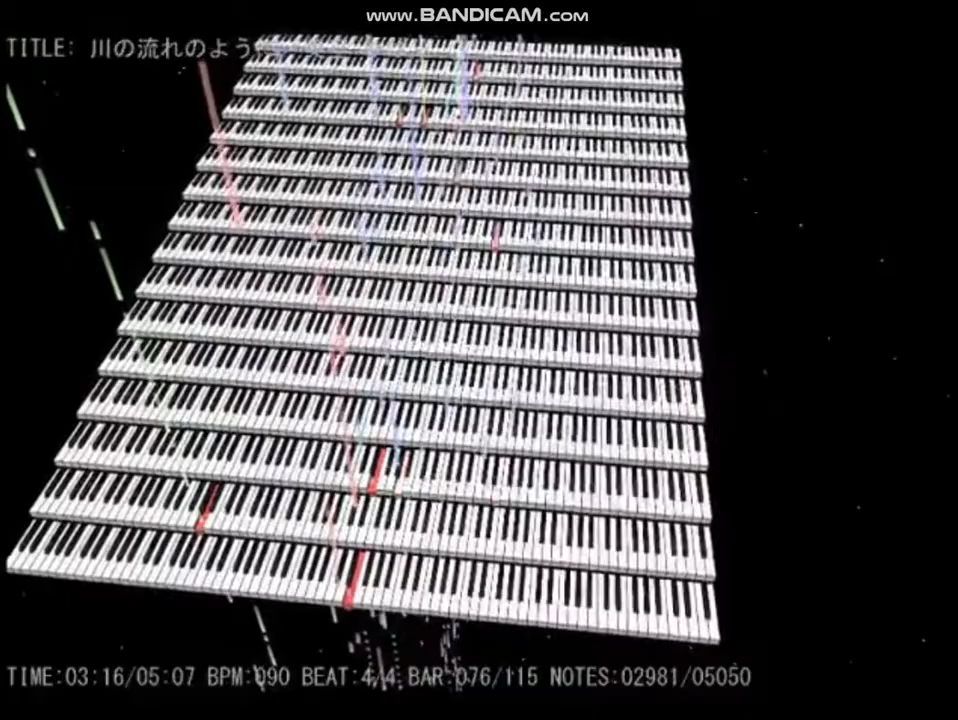 www.BANDICAM.com
TITLE: 川の流れのように
TIME:03:16/05:07 BPM:090 BEAT:4/4 BAR:076/115 NOTES:02981/05050